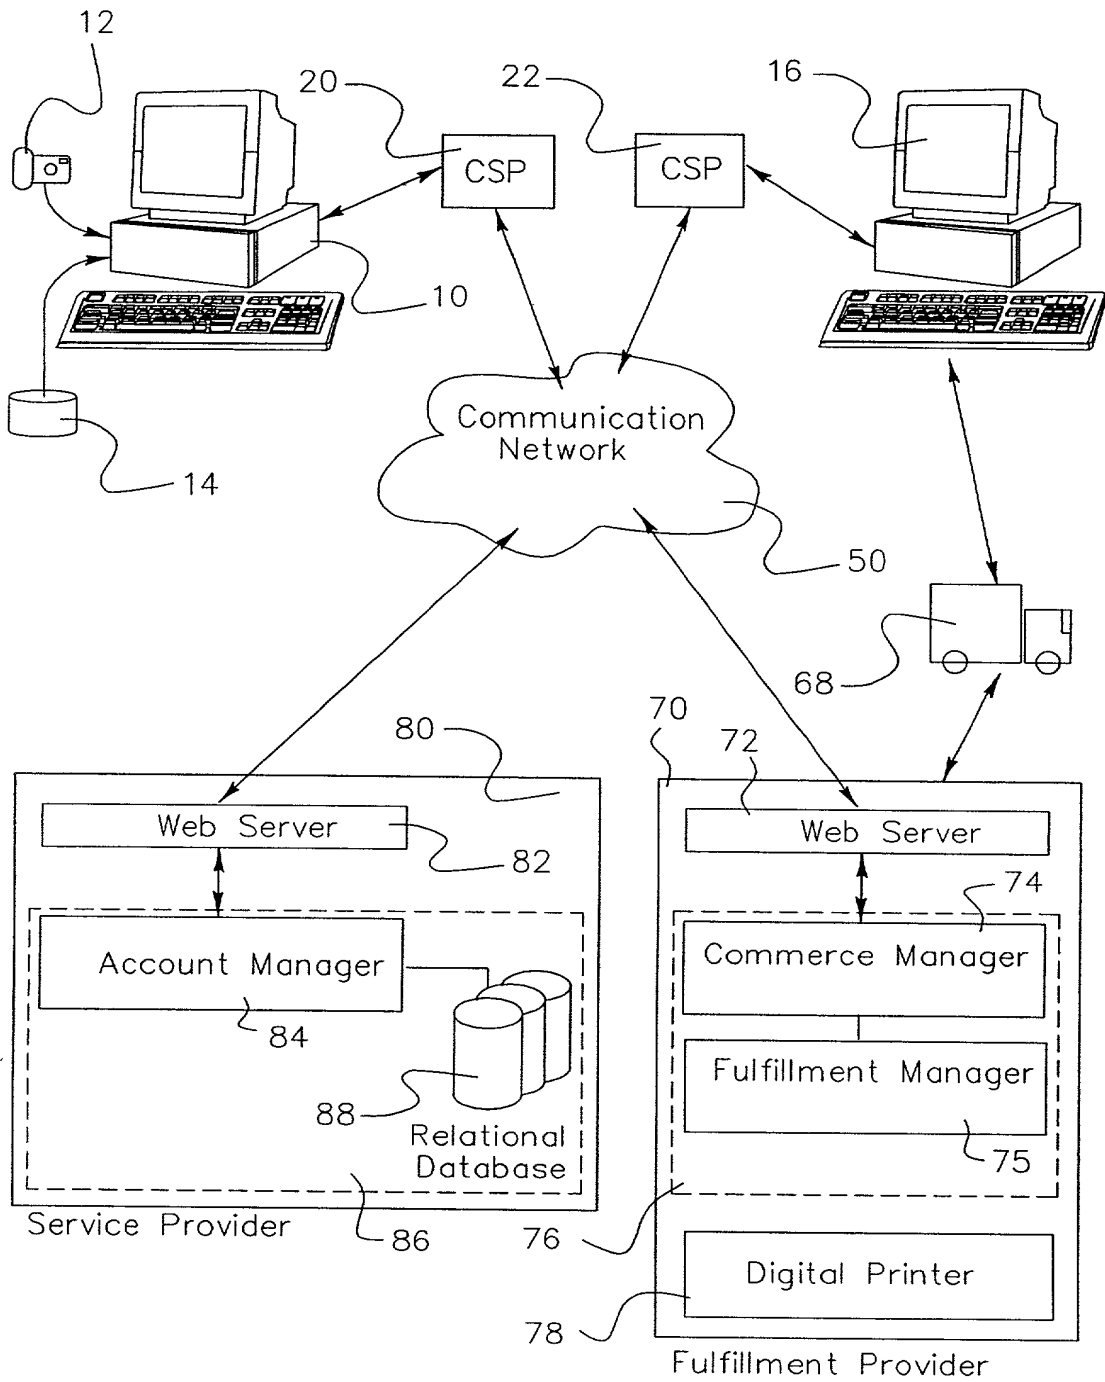 12
20
22
16
CSP
CSP
10
14
Communication
Network
50
68
80
70
72
Web Server
82
Web Server
74
Account Manager
84
Commerce Manager
88
Fulfillment Manager
75
Relational
Database
86
Service Provider
76
Digital Printer
78
Fulfillment Provider